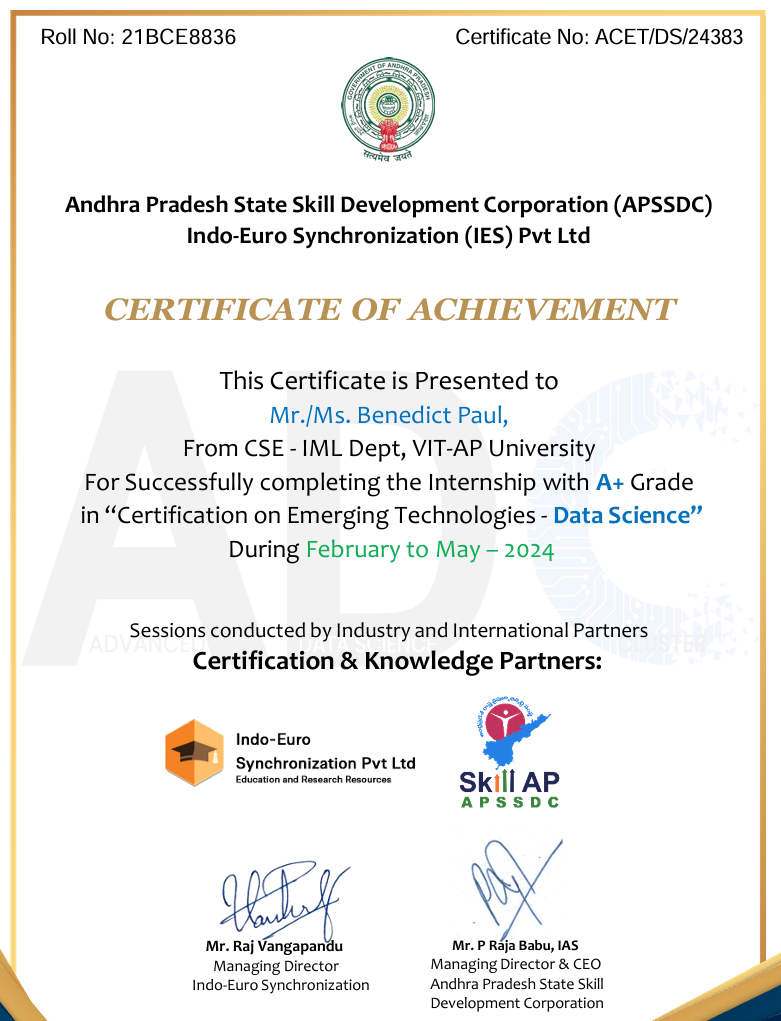 Roll No: 21BCE8836
Certificate No: ACET/DS/24383
GOVERNMENT OF ANDHRA PRADESH
सत्यमेव जयते
Andhra Pradesh State Skill Development Corporation (APSSDC)
Indo-Euro Synchronization (IES) Pvt Ltd
CERTIFICATE OF ACHIEVEMENT
This Certificate is Presented to
Mr./Ms. Benedict Paul,
From CSE - IML Dept, VIT-AP University
For Successfully completing the Internship with A+ Grade
in “Certification on Emerging Technologies - Data Science”
During February to May – 2024
ADC
ADVANCED DATA SCIENCE CLUSTER
Sessions conducted by Industry and International Partners
Certification & Knowledge Partners:
Indo-Euro
Synchronization Pvt Ltd
Education and Research Resources
Skill AP
APSSDC
Mr. Raj Vangapandu
Managing Director
Indo-Euro Synchronization
Mr. P Raja Babu, IAS
Managing Director & CEO
Andhra Pradesh State Skill
Development Corporation